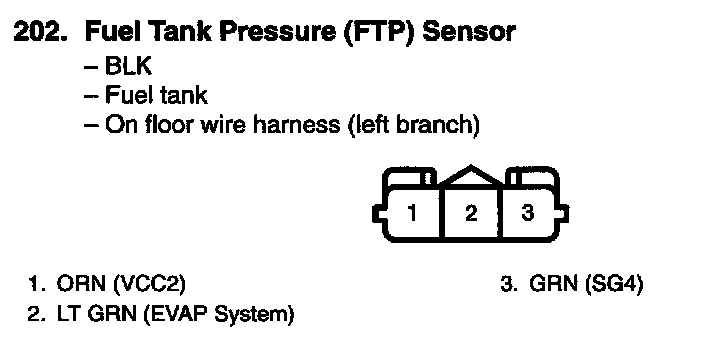 202. Fuel Tank Pressure (FTP) Sensor
– BLK
– Fuel tank
– On floor wire harness (left branch)
1 2 3
1. ORN (VCC2)
2. LT GRN (EVAP System)
3. GRN (SG4)